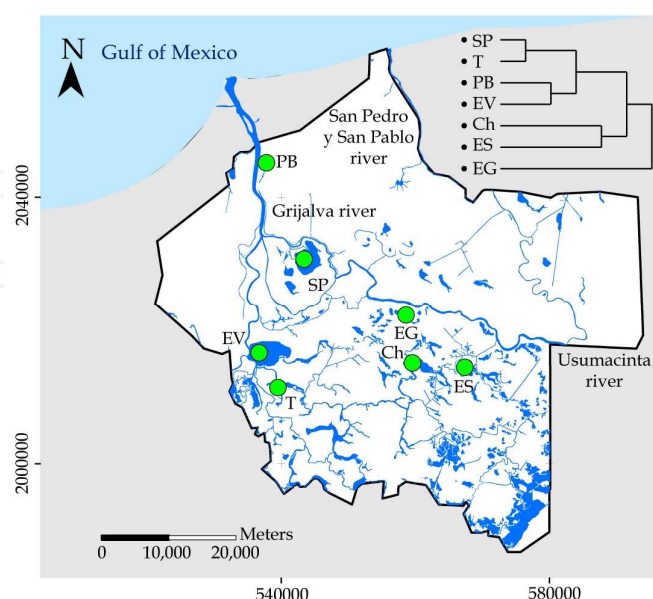 N
Gulf of Mexico
SP
T
PB
EV
Ch
ES
EG
San Pedro
y San Pablo
river
PB
Grijalva river
SP
EG
EV
Ch
ES
T
Usumacinta
river
2040000
2000000
Meters
0 10,000 20,000
540000 580000